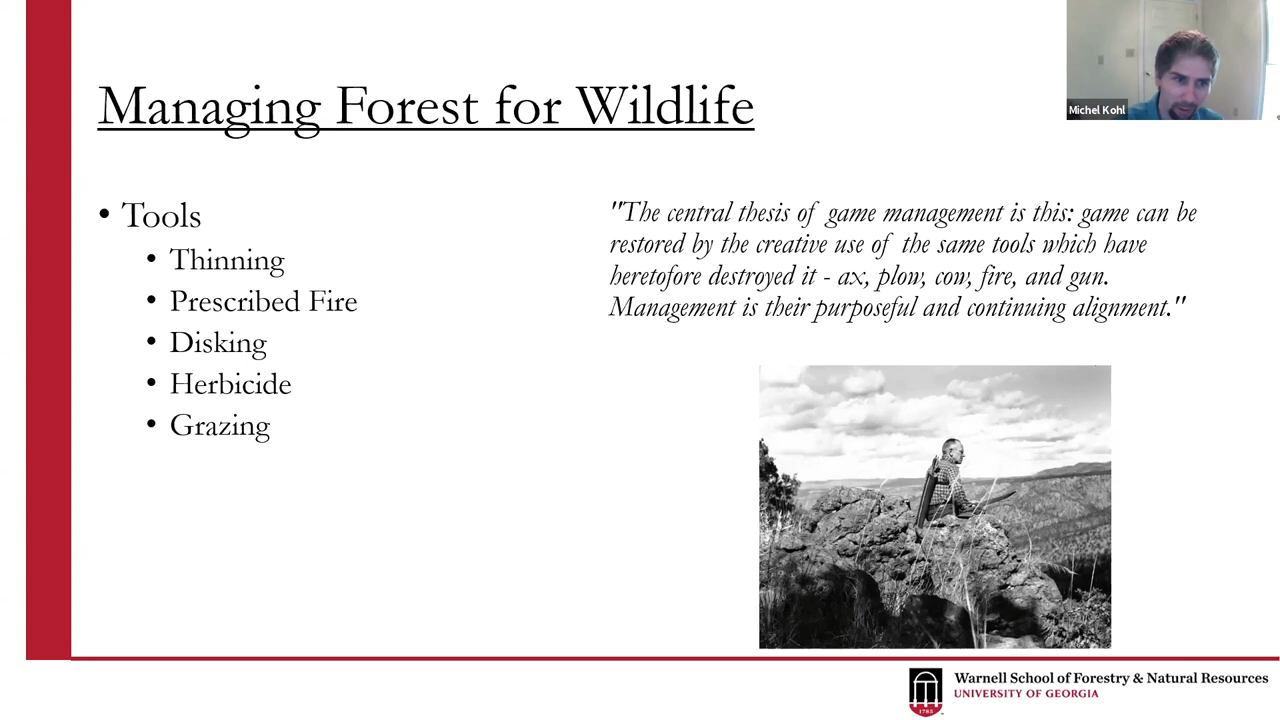 Michel Kohl
Managing Forest for Wildlife
• Tools
• Thinning
• Prescribed Fire
• Disking
• Herbicide
• Grazing
"The central thesis of game management is this: game can be
restored by the creative use of the same tools which have
heretofore destroyed it - ax, plow, cow, fire, and gun.
Management is their purposeful and continuing alignment."
Warnell School of Forestry & Natural Resources
UNIVERSITY OF GEORGIA
1785